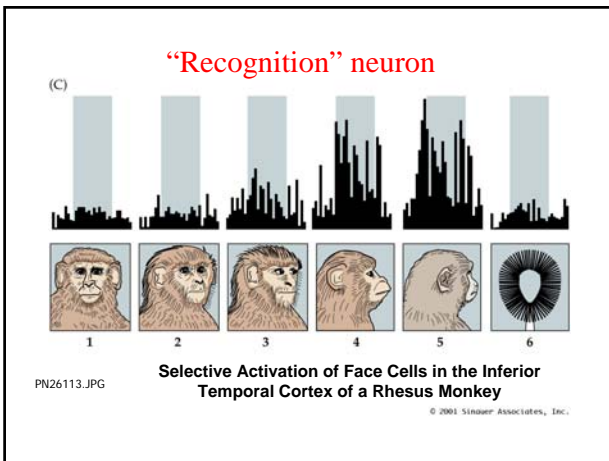 “Recognition” neuron
(C)
1 2 3 4 5 6
PN26113.JPG
Selective Activation of Face Cells in the Inferior
Temporal Cortex of a Rhesus Monkey
© 2001 Sinauer Associates, Inc.